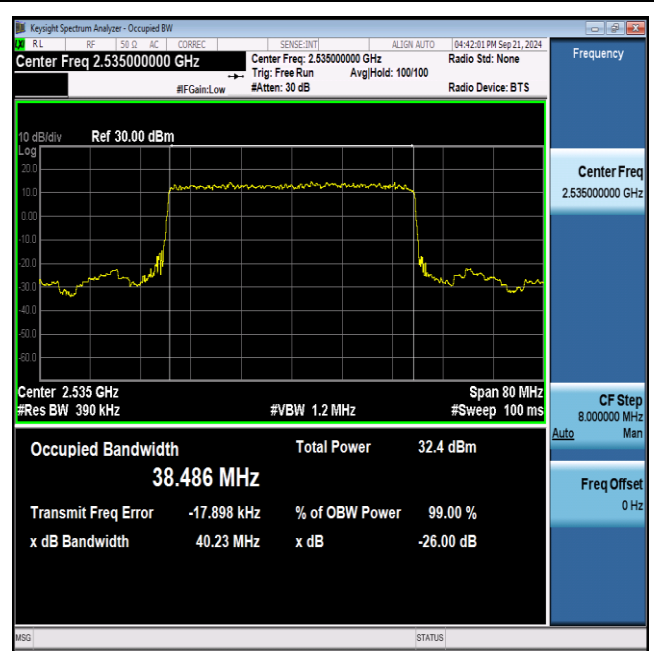 Keysight Spectrum Analyzer - Occupied BW
RL RF 50 Ω AC CORREC SENSE:INT ALIGN AUTO 04:42:01 PM Sep 21, 2024
Center Freq 2.535000000 GHz
Center Freq: 2.535000000 GHz
Radio Std: None
Trig: Free Run Avg|Hold: 100/100
#IFGain:Low
#Atten: 30 dB
Radio Device: BTS
10 dB/div Ref 30.00 dBm
Log
20.0
10.0
0.00
-10.0
-20.0
-30.0
-40.0
-50.0
-60.0
Center 2.535 GHz Span 80 MHz
#Res BW 390 kHz #VBW 1.2 MHz #Sweep 100 ms
Occupied Bandwidth Total Power 32.4 dBm
38.486 MHz
Transmit Freq Error -17.898 kHz % of OBW Power 99.00 %
x dB Bandwidth 40.23 MHz x dB -26.00 dB
MSG STATUS
Frequency
Center Freq
2.535000000 GHz
CF Step
8.000000 MHz
Auto Man
Freq Offset
0 Hz